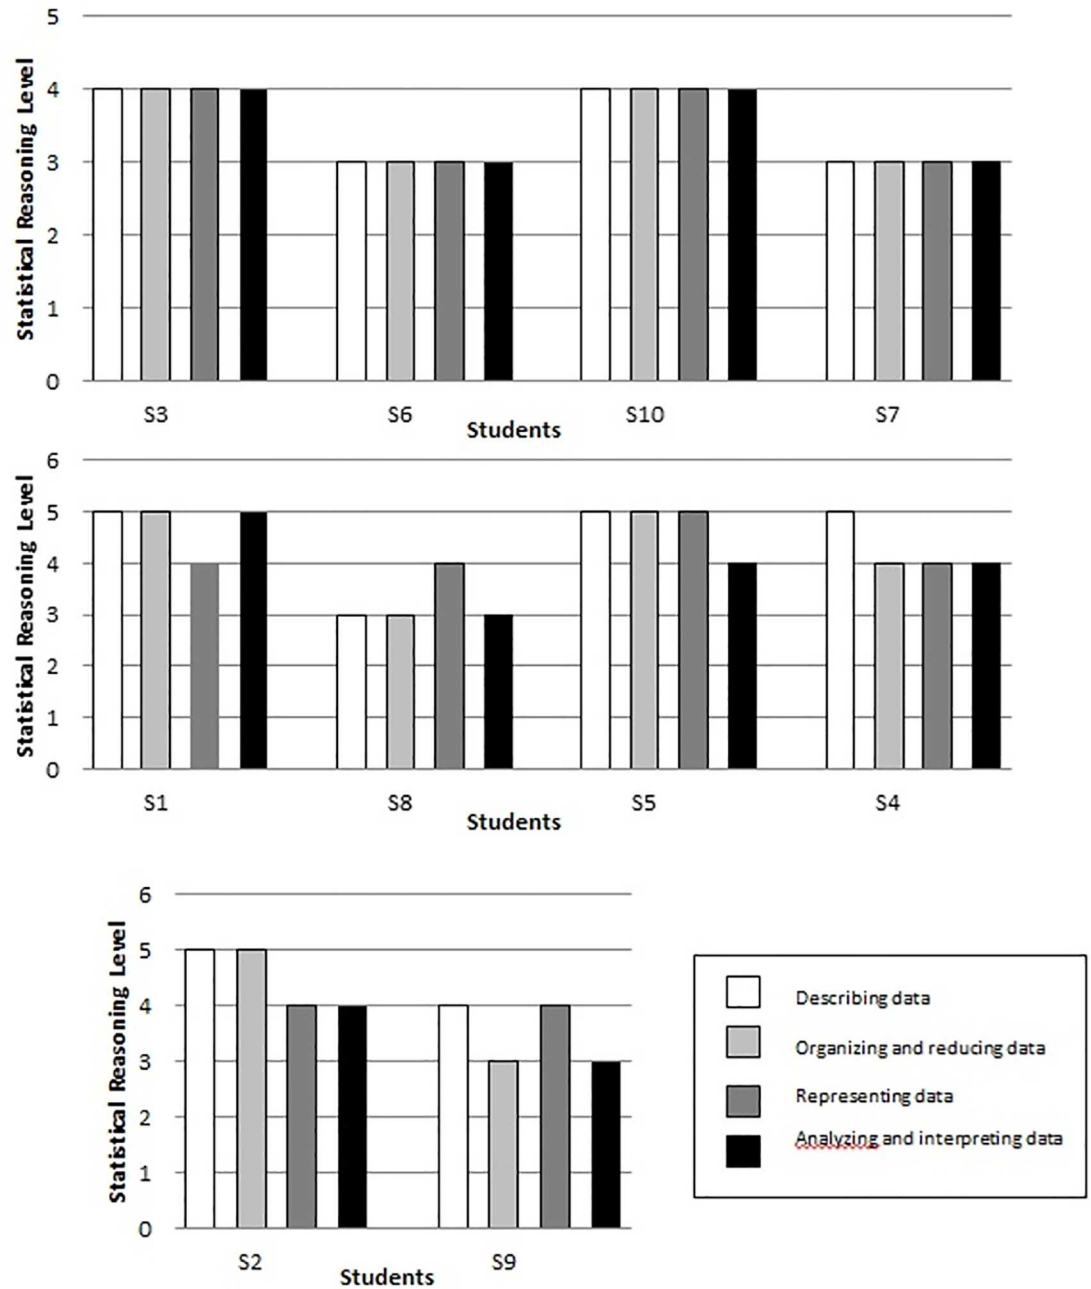 Statistical Reasoning Level
5
4
3
2
1
0
S3 S6 S10 S7
Students
Statistical Reasoning Level
6
5
4
3
2
1
0
S1 S8 S5 S4
Students
Statistical Reasoning Level
6
5
4
3
2
1
0
S2 S9
Students
Describing data
Organizing and reducing data
Representing data
Analyzing and interpreting data